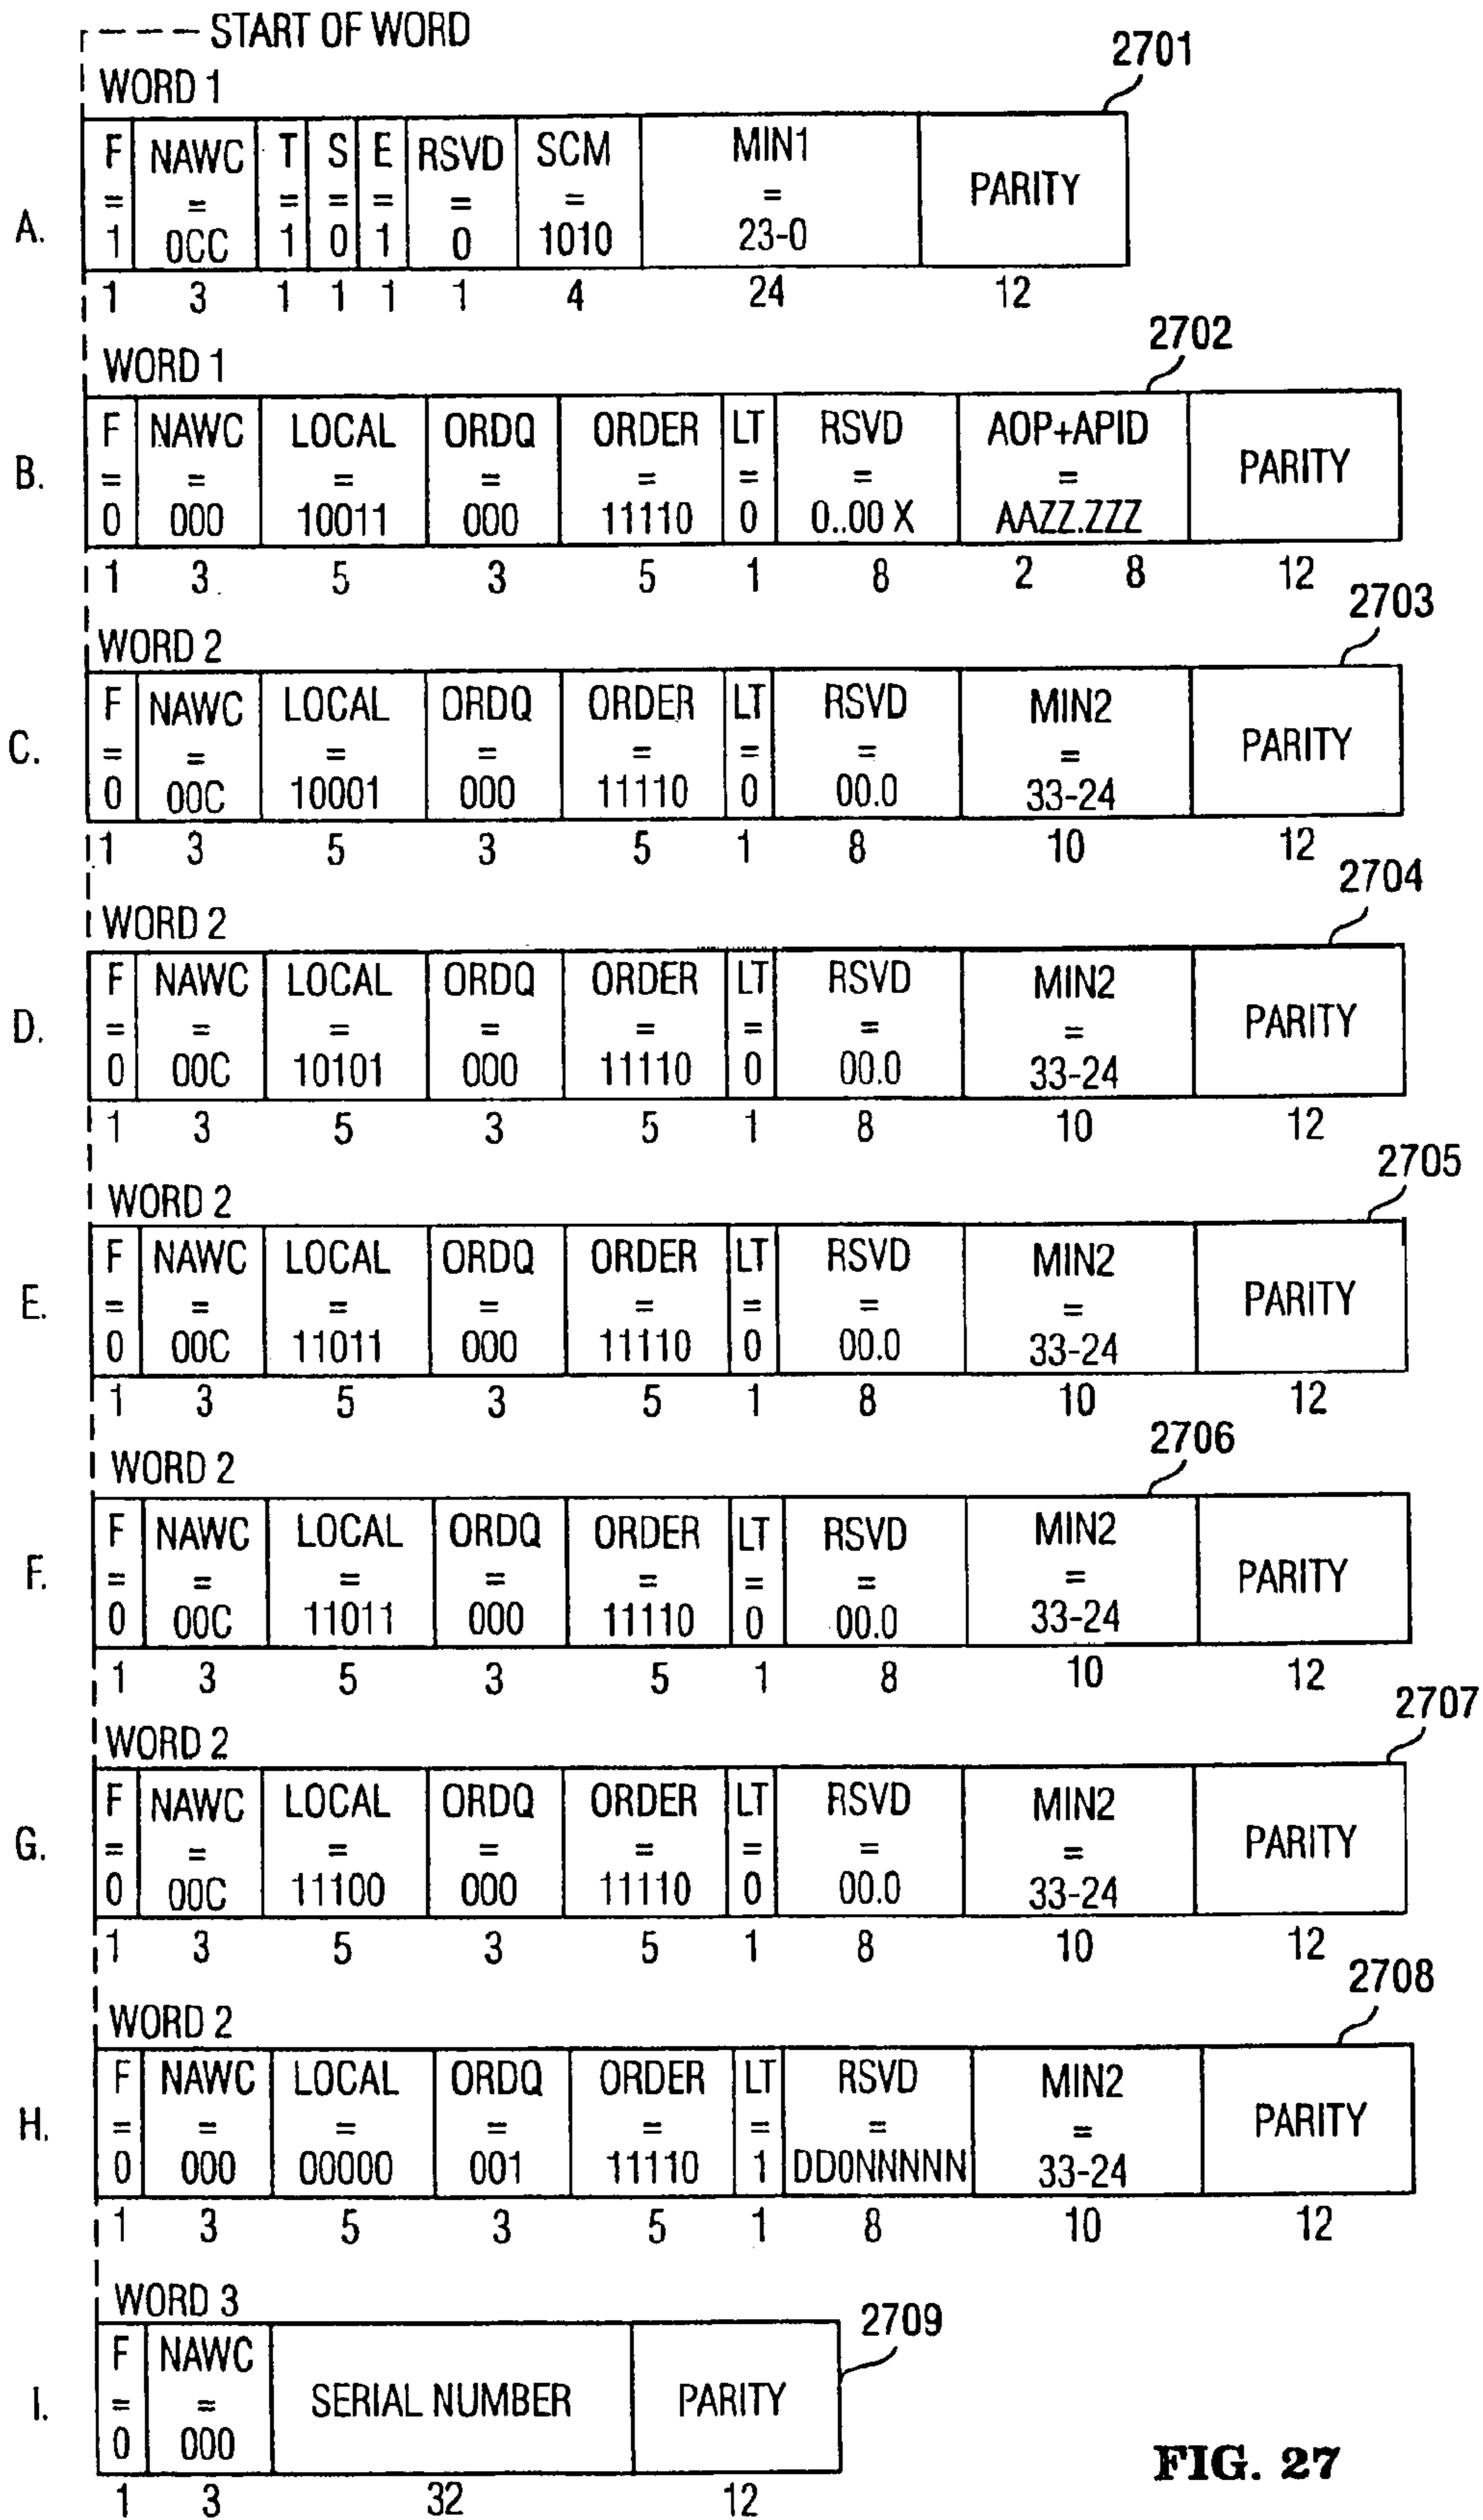 START OF WORD
2701
WORD 1
F NAWC T S E RSVD SCM MIN1
= = = = = = = = PARITY
A. 1 0CC 1 0 1 0 1010 23-0
1 3 1 1 1 1 4 24 12
2702
WORD 1
F NAWC LOCAL ORDQ ORDER LT RSVD AOP+APID
B. = = = = = = = = PARITY
0 000 10011 000 11110 0 0..00 X AAZZ.ZZZ
1 3 5 3 5 1 8 2 8 12
2703
WORD 2
F NAWC LOCAL ORDQ ORDER LT RSVD MIN2
C. = = = = = = = = PARITY
0 00C 10001 000 11110 0 00.0 33-24
1 3 5 3 5 1 8 10 12
2704
WORD 2
F NAWC LOCAL ORDQ ORDER LT RSVD MIN2
D. = = = = = = = = PARITY
0 00C 10101 000 11110 0 00.0 33-24
1 3 5 3 5 1 8 10 12
2705
WORD 2
F NAWC LOCAL ORDQ ORDER LT RSVD MIN2
E. = = = = = = = = PARITY
0 00C 11011 000 11110 0 00.0 33-24
1 3 5 3 5 1 8 10 12
2706
WORD 2
F NAWC LOCAL ORDQ ORDER LT RSVD MIN2
F. = = = = = = = = PARITY
0 00C 11011 000 11110 0 00.0 33-24
1 3 5 3 5 1 8 10 12
2707
WORD 2
F NAWC LOCAL ORDQ ORDER LT RSVD MIN2
G. = = = = = = = = PARITY
0 00C 11100 000 11110 0 00.0 33-24
1 3 5 3 5 1 8 10 12
2708
WORD 2
F NAWC LOCAL ORDQ ORDER LT RSVD MIN2
H. = = = = = = = = PARITY
0 000 00000 001 11110 1 DD0NNNNN 33-24
1 3 5 3 5 1 8 10 12
WORD 3
2709
F NAWC
I. = = SERIAL NUMBER PARITY
0 000
1 3 32 12
FIG. 27